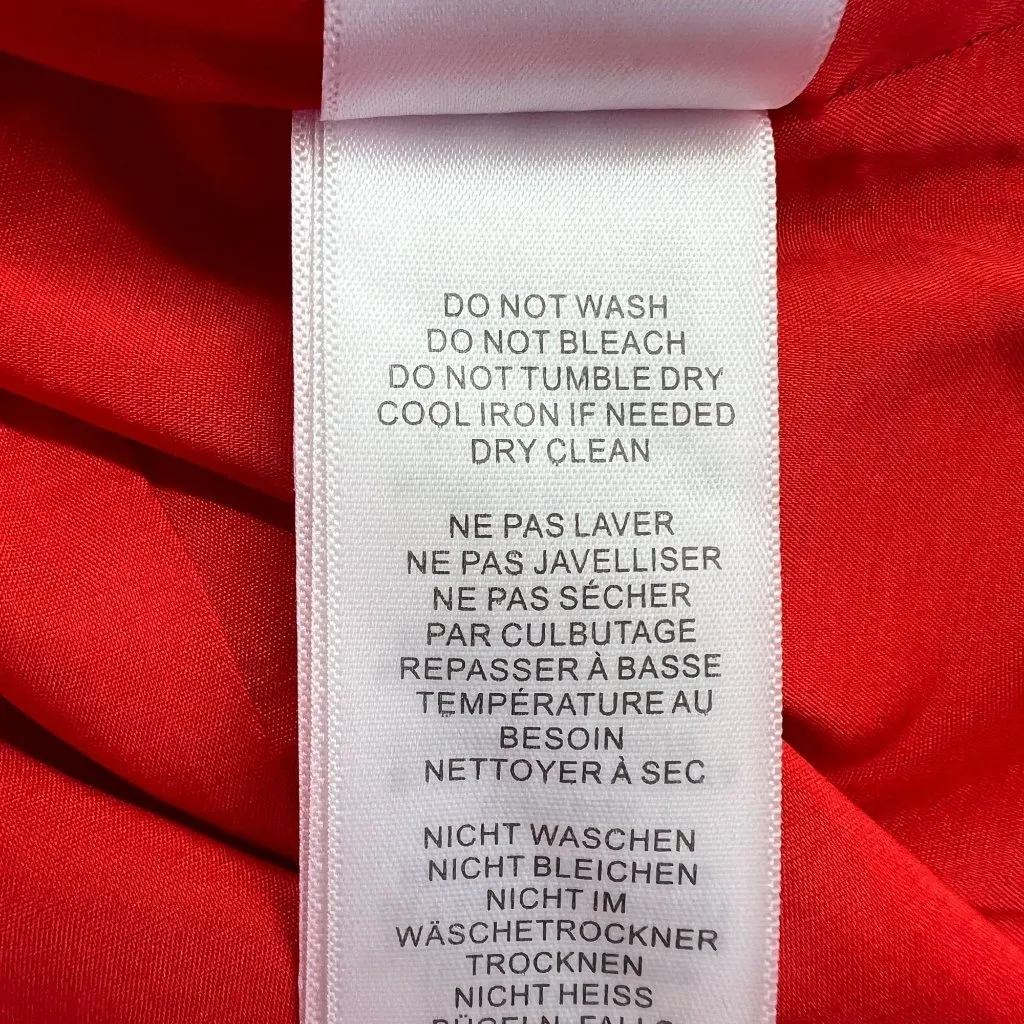 DO NOT WASH
DO NOT BLEACH
DO NOT TUMBLE DRY
COOL IRON IF NEEDED
DRY CLEAN
NE PAS LAVER
NE PAS JAVELLISER
NE PAS SÉCHER
PAR CULBUTAGE
REPASSER À BASSE
TEMPÉRATURE AU
BESOIN
NETTOYER À SEC
NICHT WASCHEN
NICHT BLEICHEN
NICHT IM
WÄSCHETROCKNER
TROCKNEN
NICHT HEISS
BÜGELN, FALLS